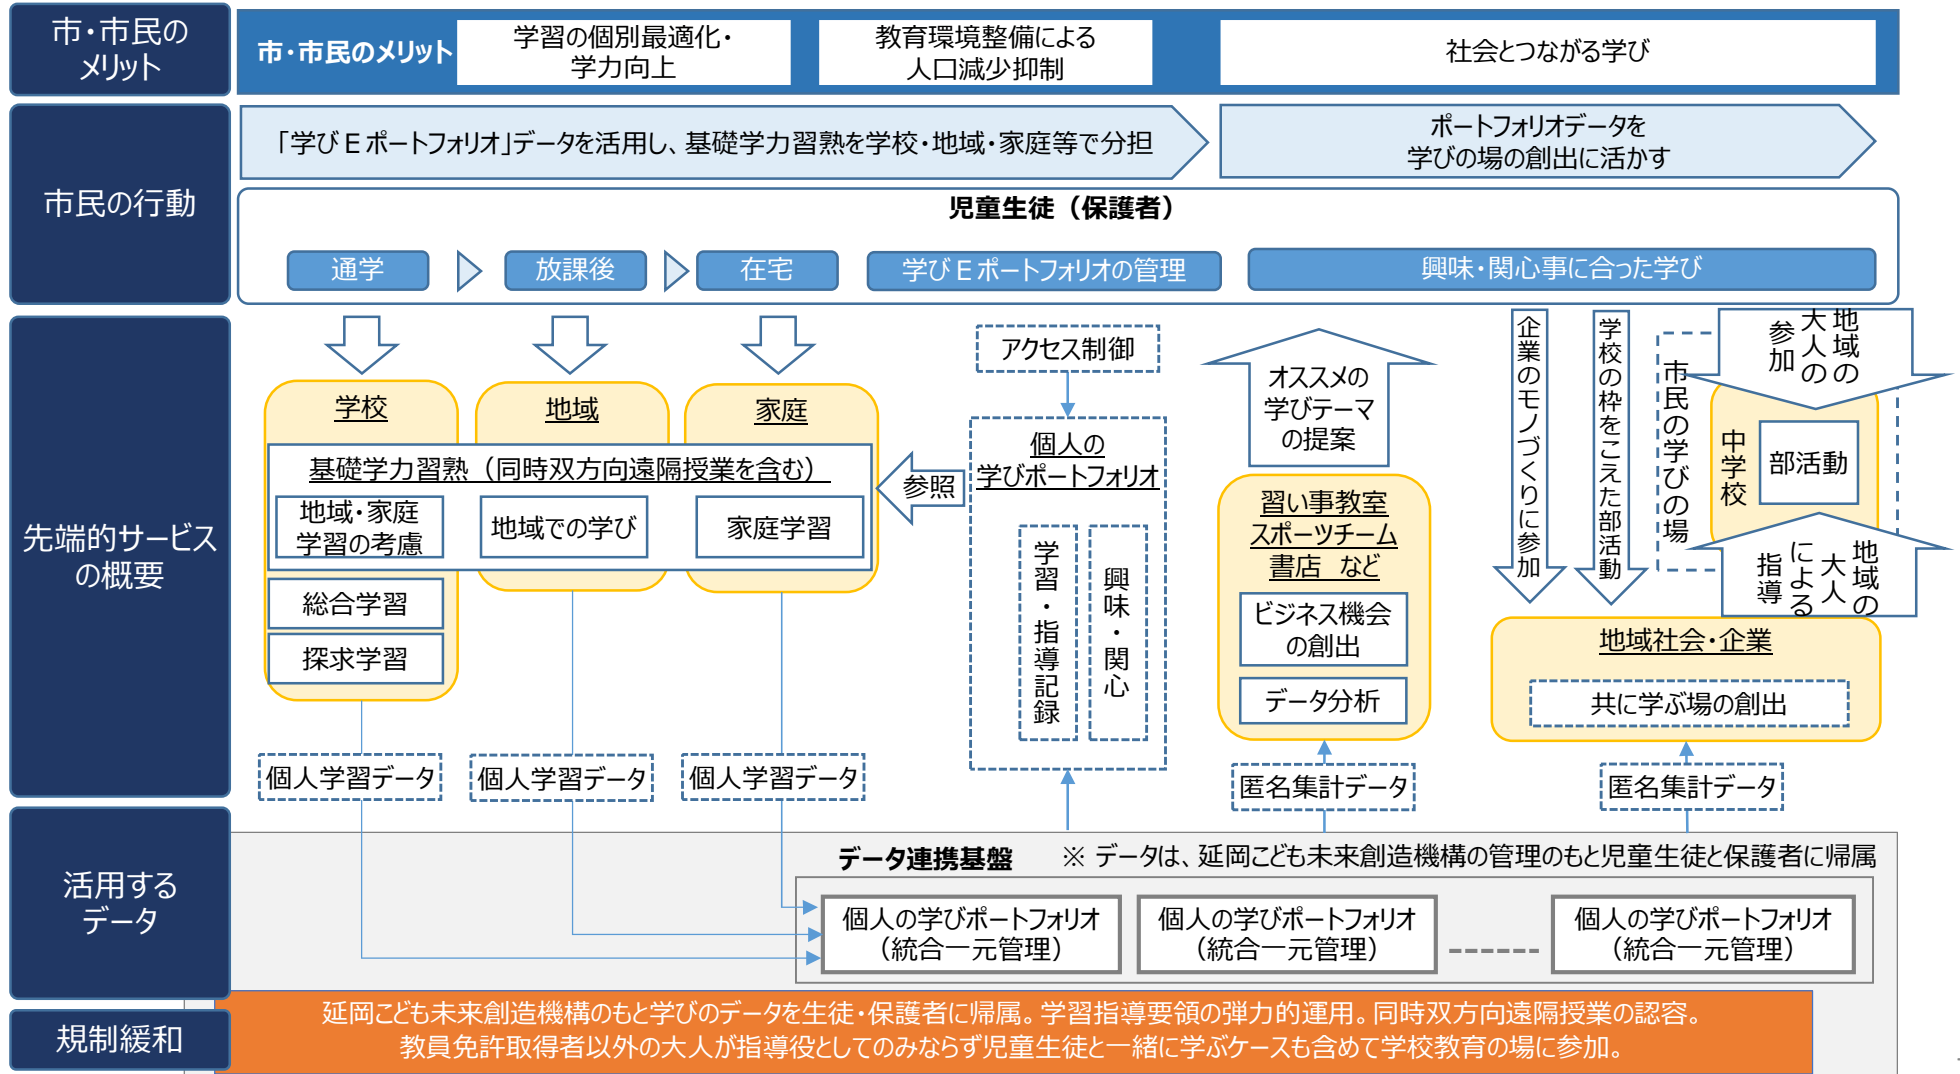 市・市民の
メリット
市・市民のメリット
学習の個別最適化・
学力向上
教育環境整備による
人口減少抑制
社会とつながる学び
市民の行動
「学びEポートフォリオ」データを活用し、基礎学力習熟を学校・地域・家庭等で分担
ポートフォリオデータを
学びの場の創出に活かす
児童生徒（保護者）
通学
放課後
在宅
学びEポートフォリオの管理
興味・関心事に合った学び
先端的サービス
の概要
学校
地域
家庭
基礎学力習熟（同時双方向遠隔授業を含む）
地域・家庭
学習の考慮
地域での学び
家庭学習
総合学習
探求学習
参照
アクセス制御
個人の
学びポートフォリオ
学習・指導記録
興味・関心
オススメの
学びテーマ
の提案
習い事教室
スポーツチーム
書店 など
ビジネス機会
の創出
データ分析
企業のモノづくりに参加
学校の枠をこえた部活動
市民の学びの場
地域の
大人の
参加
中学校
部活動
地域の
大人
による
指導
地域社会・企業
共に学ぶ場の創出
個人学習データ
個人学習データ
個人学習データ
匿名集計データ
匿名集計データ
活用する
データ
データ連携基盤
※ データは、延岡こども未来創造機構の管理のもと児童生徒と保護者に帰属
個人の学びポートフォリオ
（統合一元管理）
個人の学びポートフォリオ
（統合一元管理）
個人の学びポートフォリオ
（統合一元管理）
規制緩和
延岡こども未来創造機構のもと学びのデータを生徒・保護者に帰属。学習指導要領の弾力的運用。同時双方向遠隔授業の認容。
教員免許取得者以外の大人が指導役としてのみならず児童生徒と一緒に学ぶケースも含めて学校教育の場に参加。